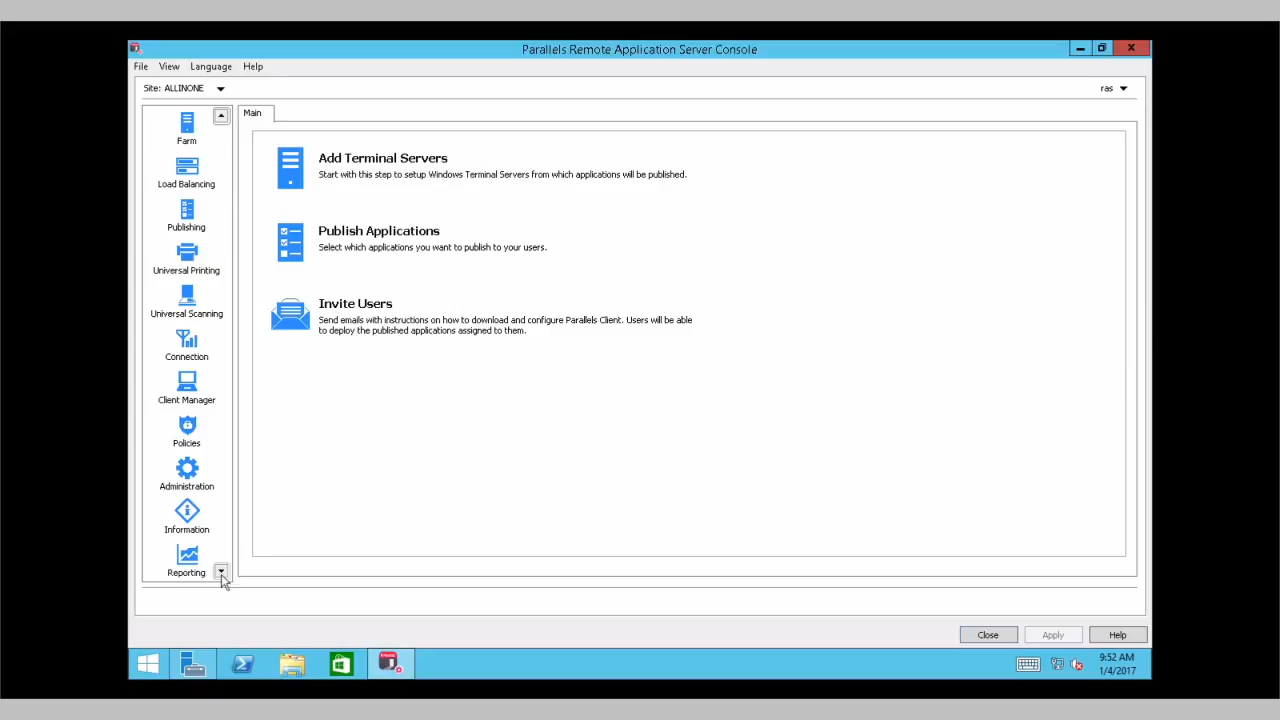 Parallels Remote Application Server Console
File View Language Help
Site: ALLINONE
ras
Farm
Load Balancing
Publishing
Universal Printing
Universal Scanning
Connection
Client Manager
Policies
Administration
Information
Reporting
Main
Add Terminal Servers
Start with this step to setup Windows Terminal Servers from which applications will be published.
Publish Applications
Select which applications you want to publish to your users.
Invite Users
Send emails with instructions on how to download and configure Parallels Client. Users will be able
to deploy the published applications assigned to them.
Close Apply Help
9:52 AM
1/4/2017